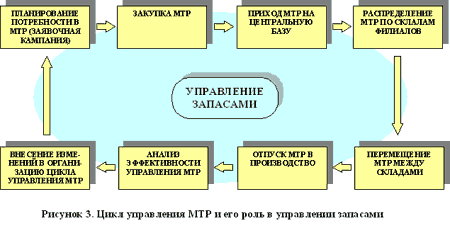 ПЛАНИРОВАНИЕ
ПОТРЕБНОСТИ В
МТР (ЗАЯВОЧНАЯ
КАМПАНИЯ)
ЗАКУПКА МТР
ПРИХОД МТР НА
ЦЕНТРАЛЬНУЮ
БАЗУ
РАСПРЕДЕЛЕНИЕ
МТР ПО СКЛАЛАМ
ФИЛИАЛОВ
УПРАВЛЕНИЕ
ЗАПАСАМИ
ВНЕСЕНИЕ ИЗМЕ-
НЕНИЙ В ОРГАНИ-
ЗАЦИЮ ЦИКЛА
УПРАВЛЕНИЯ МТР
АНАЛИЗ
ЭФФЕКТИВНОСТИ
УПРАВЛЕНИЯ МТР
ОТПУСК МТР В
ПРОИЗВОДСТВО
ПЕРЕМЕЩЕНИЕ
МТР МЕЖДУ
СКЛАДАМИ
Рисунок 3. Цикл управления МТР и его роль в управлении запасами